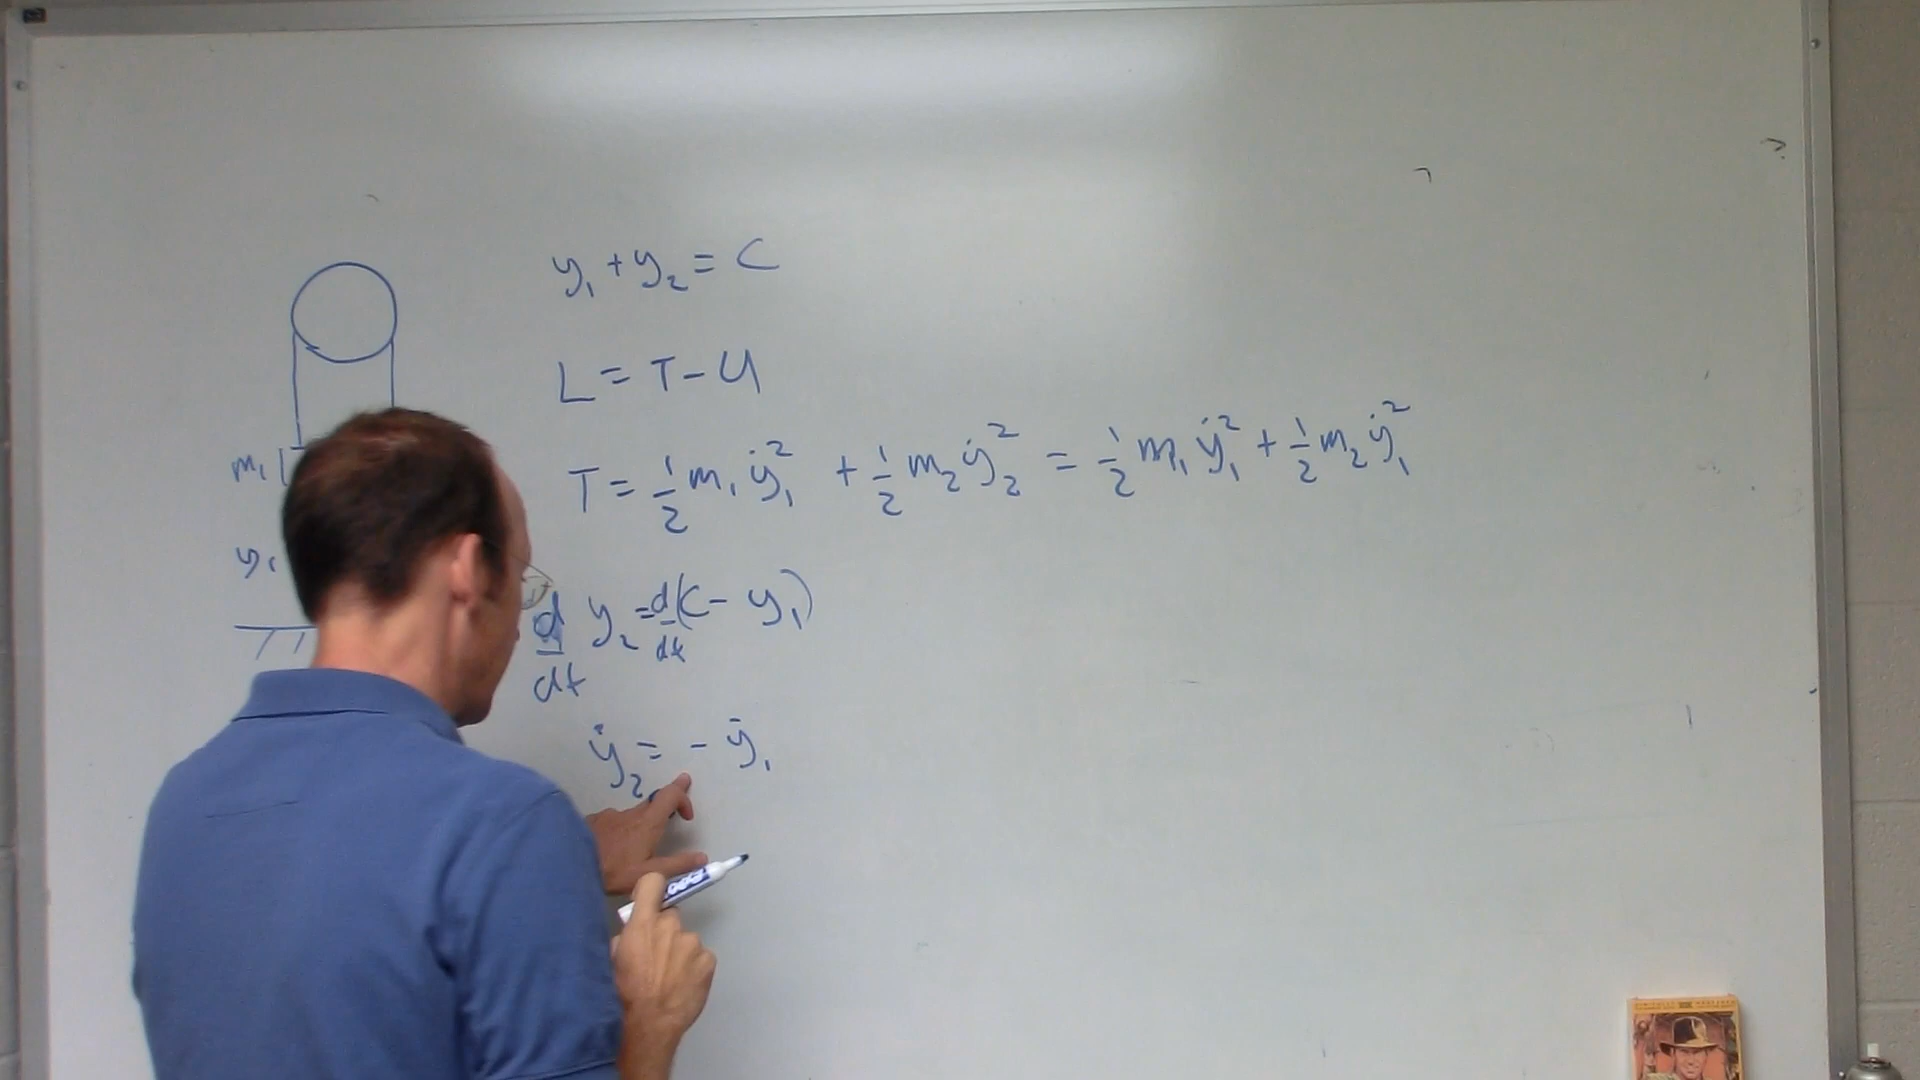 y₁ + y₂ = C
L = T - U
T = 1/2 m₁ ẏ₁² + 1/2 m₂ ẏ₂² = 1/2 m₁ ẏ₁² + 1/2 m₂ ẏ₁²
m₁
y₁
d/dt y₂ = d/dt (C - y₁)
ẏ₂ = - ẏ₁